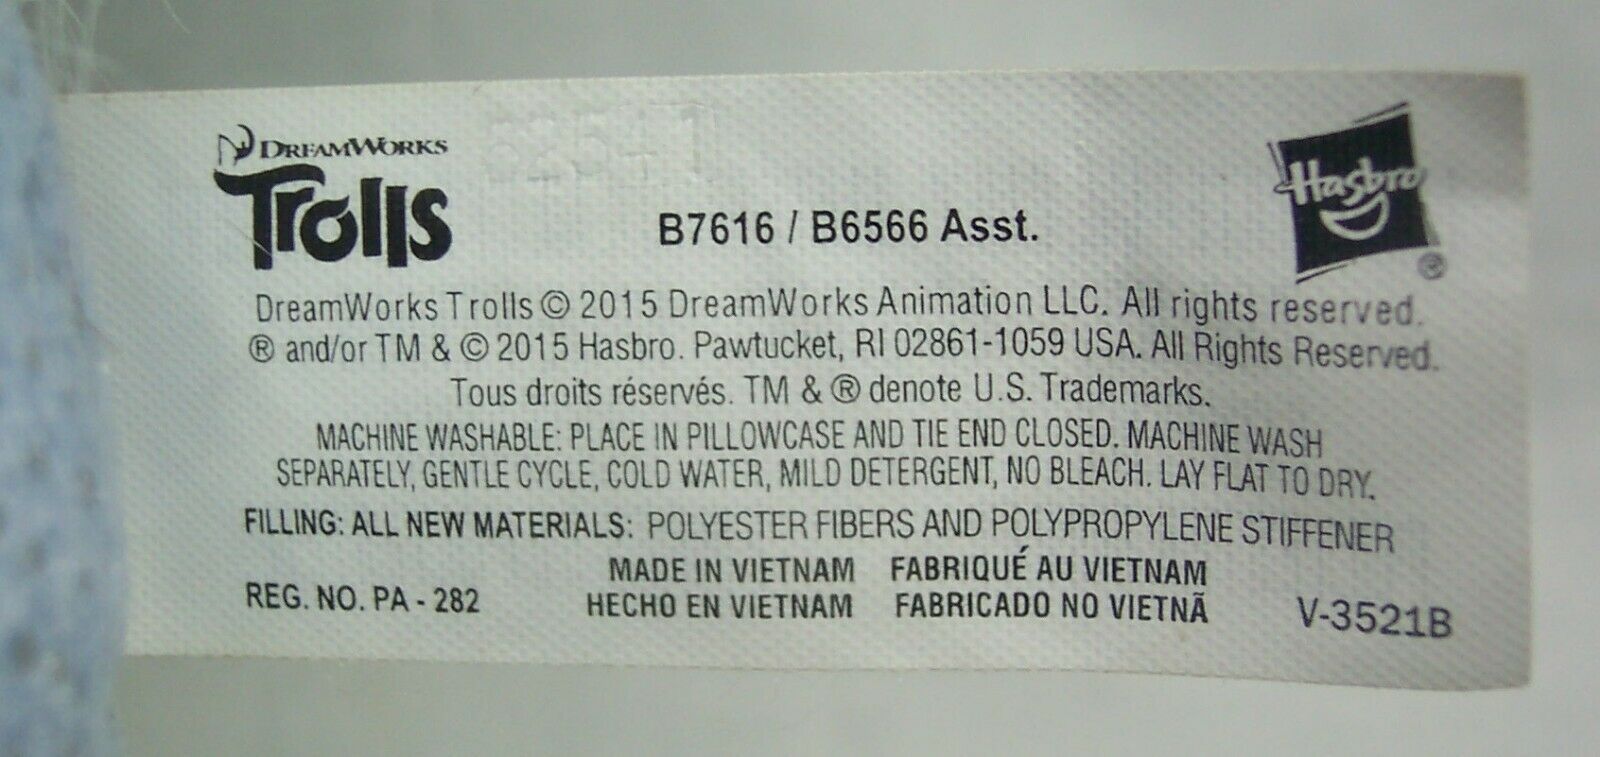 DREAMWORKS
Trolls
62541
Hasbro
®
B7616 / B6566 Asst.
DreamWorks Trolls © 2015 DreamWorks Animation LLC. All rights reserved.
® and/or TM & © 2015 Hasbro. Pawtucket, RI 02861-1059 USA. All Rights Reserved.
Tous droits réservés. TM & ® denote U.S. Trademarks.
MACHINE WASHABLE: PLACE IN PILLOWCASE AND TIE END CLOSED. MACHINE WASH
SEPARATELY, GENTLE CYCLE, COLD WATER, MILD DETERGENT, NO BLEACH. LAY FLAT TO DRY.
FILLING: ALL NEW MATERIALS: POLYESTER FIBERS AND POLYPROPYLENE STIFFENER
MADE IN VIETNAM FABRIQUÉ AU VIETNAM
REG. NO. PA - 282 HECHO EN VIETNAM FABRICADO NO VIETNÃ V-3521B